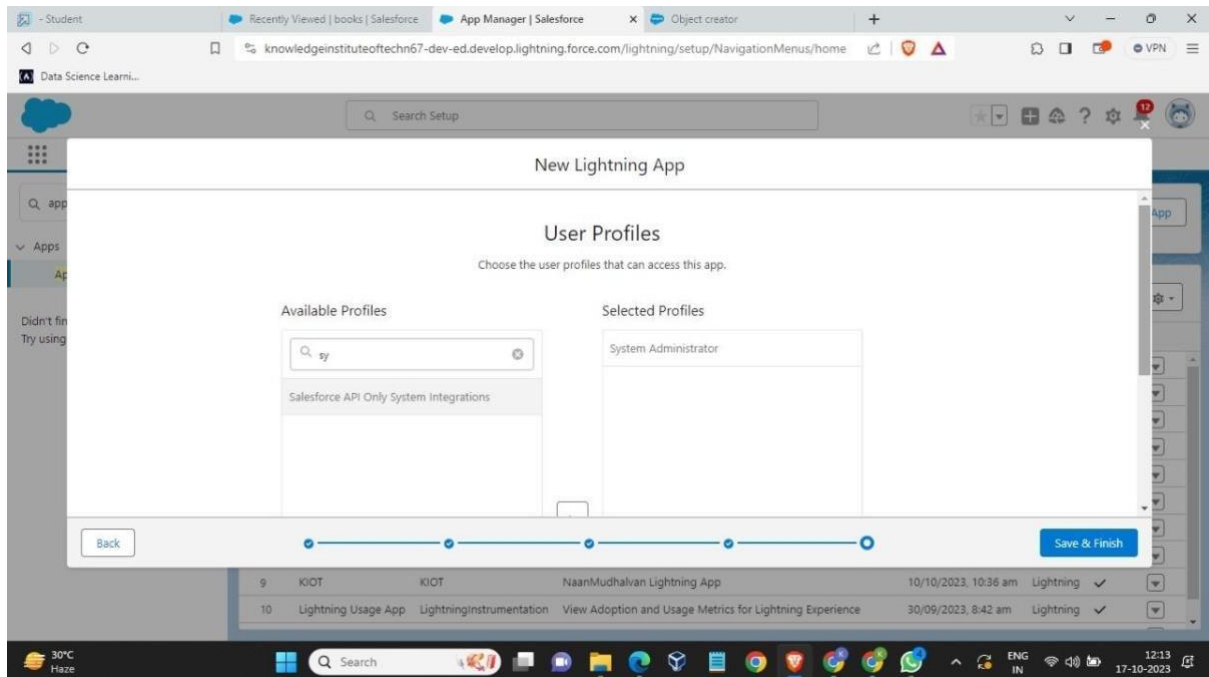 - Student
Recently Viewed | books | Salesforce
App Manager | Salesforce
Object creator
knowledgeinstituteoftechn67-dev-ed.develop.lightning.force.com/lightning/setup/NavigationMenus/home
VPN
Data Science Learni...
Search Setup
12
New Lightning App
app
App
User Profiles
Apps
Choose the user profiles that can access this app.
Ap
Available Profiles
Selected Profiles
Didn't fin
Try using
sy
System Administrator
Salesforce API Only System Integrations
Back
Save & Finish
9 KIOT KIOT NaanMudhalvan Lightning App 10/10/2023, 10:36 am Lightning
10 Lightning Usage App LightningInstrumentation View Adoption and Usage Metrics for Lightning Experience 30/09/2023, 8:42 am Lightning
30°C
Haze
Search
ENG
IN
12:13
17-10-2023